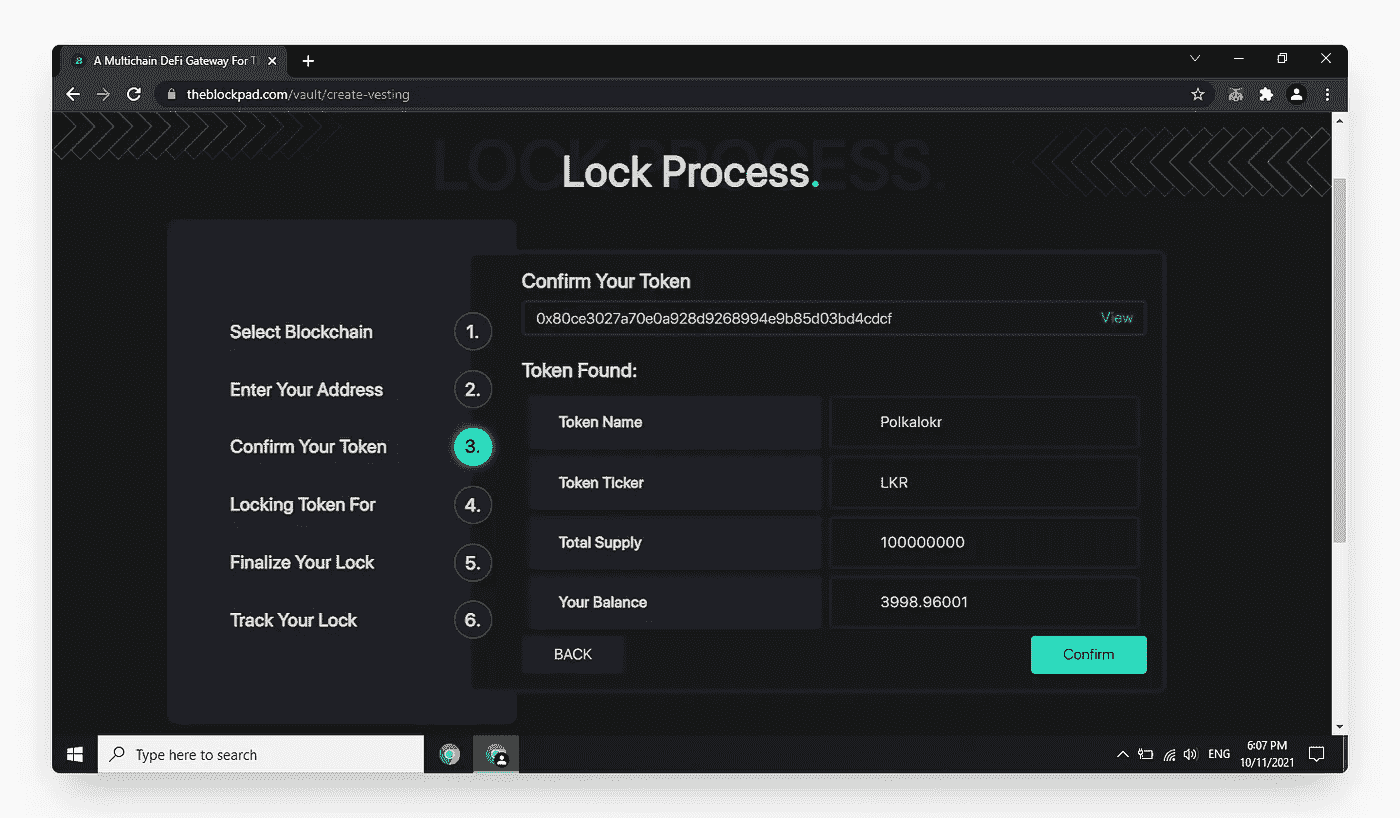 A Multichain DeFi Gateway For T
theblockpad.com/vault/create-vesting
LOCK PROCESS.
Lock Process.
Select Blockchain 1.
Enter Your Address 2.
Confirm Your Token 3.
Locking Token For 4.
Finalize Your Lock 5.
Track Your Lock 6.
Confirm Your Token
0x80ce3027a70e0a928d9268994e9b85d03bd4cdcf View
Token Found:
Token Name Polkalokr
Token Ticker LKR
Total Supply 100000000
Your Balance 3998.96001
BACK Confirm
Type here to search
ENG
6:07 PM
10/11/2021